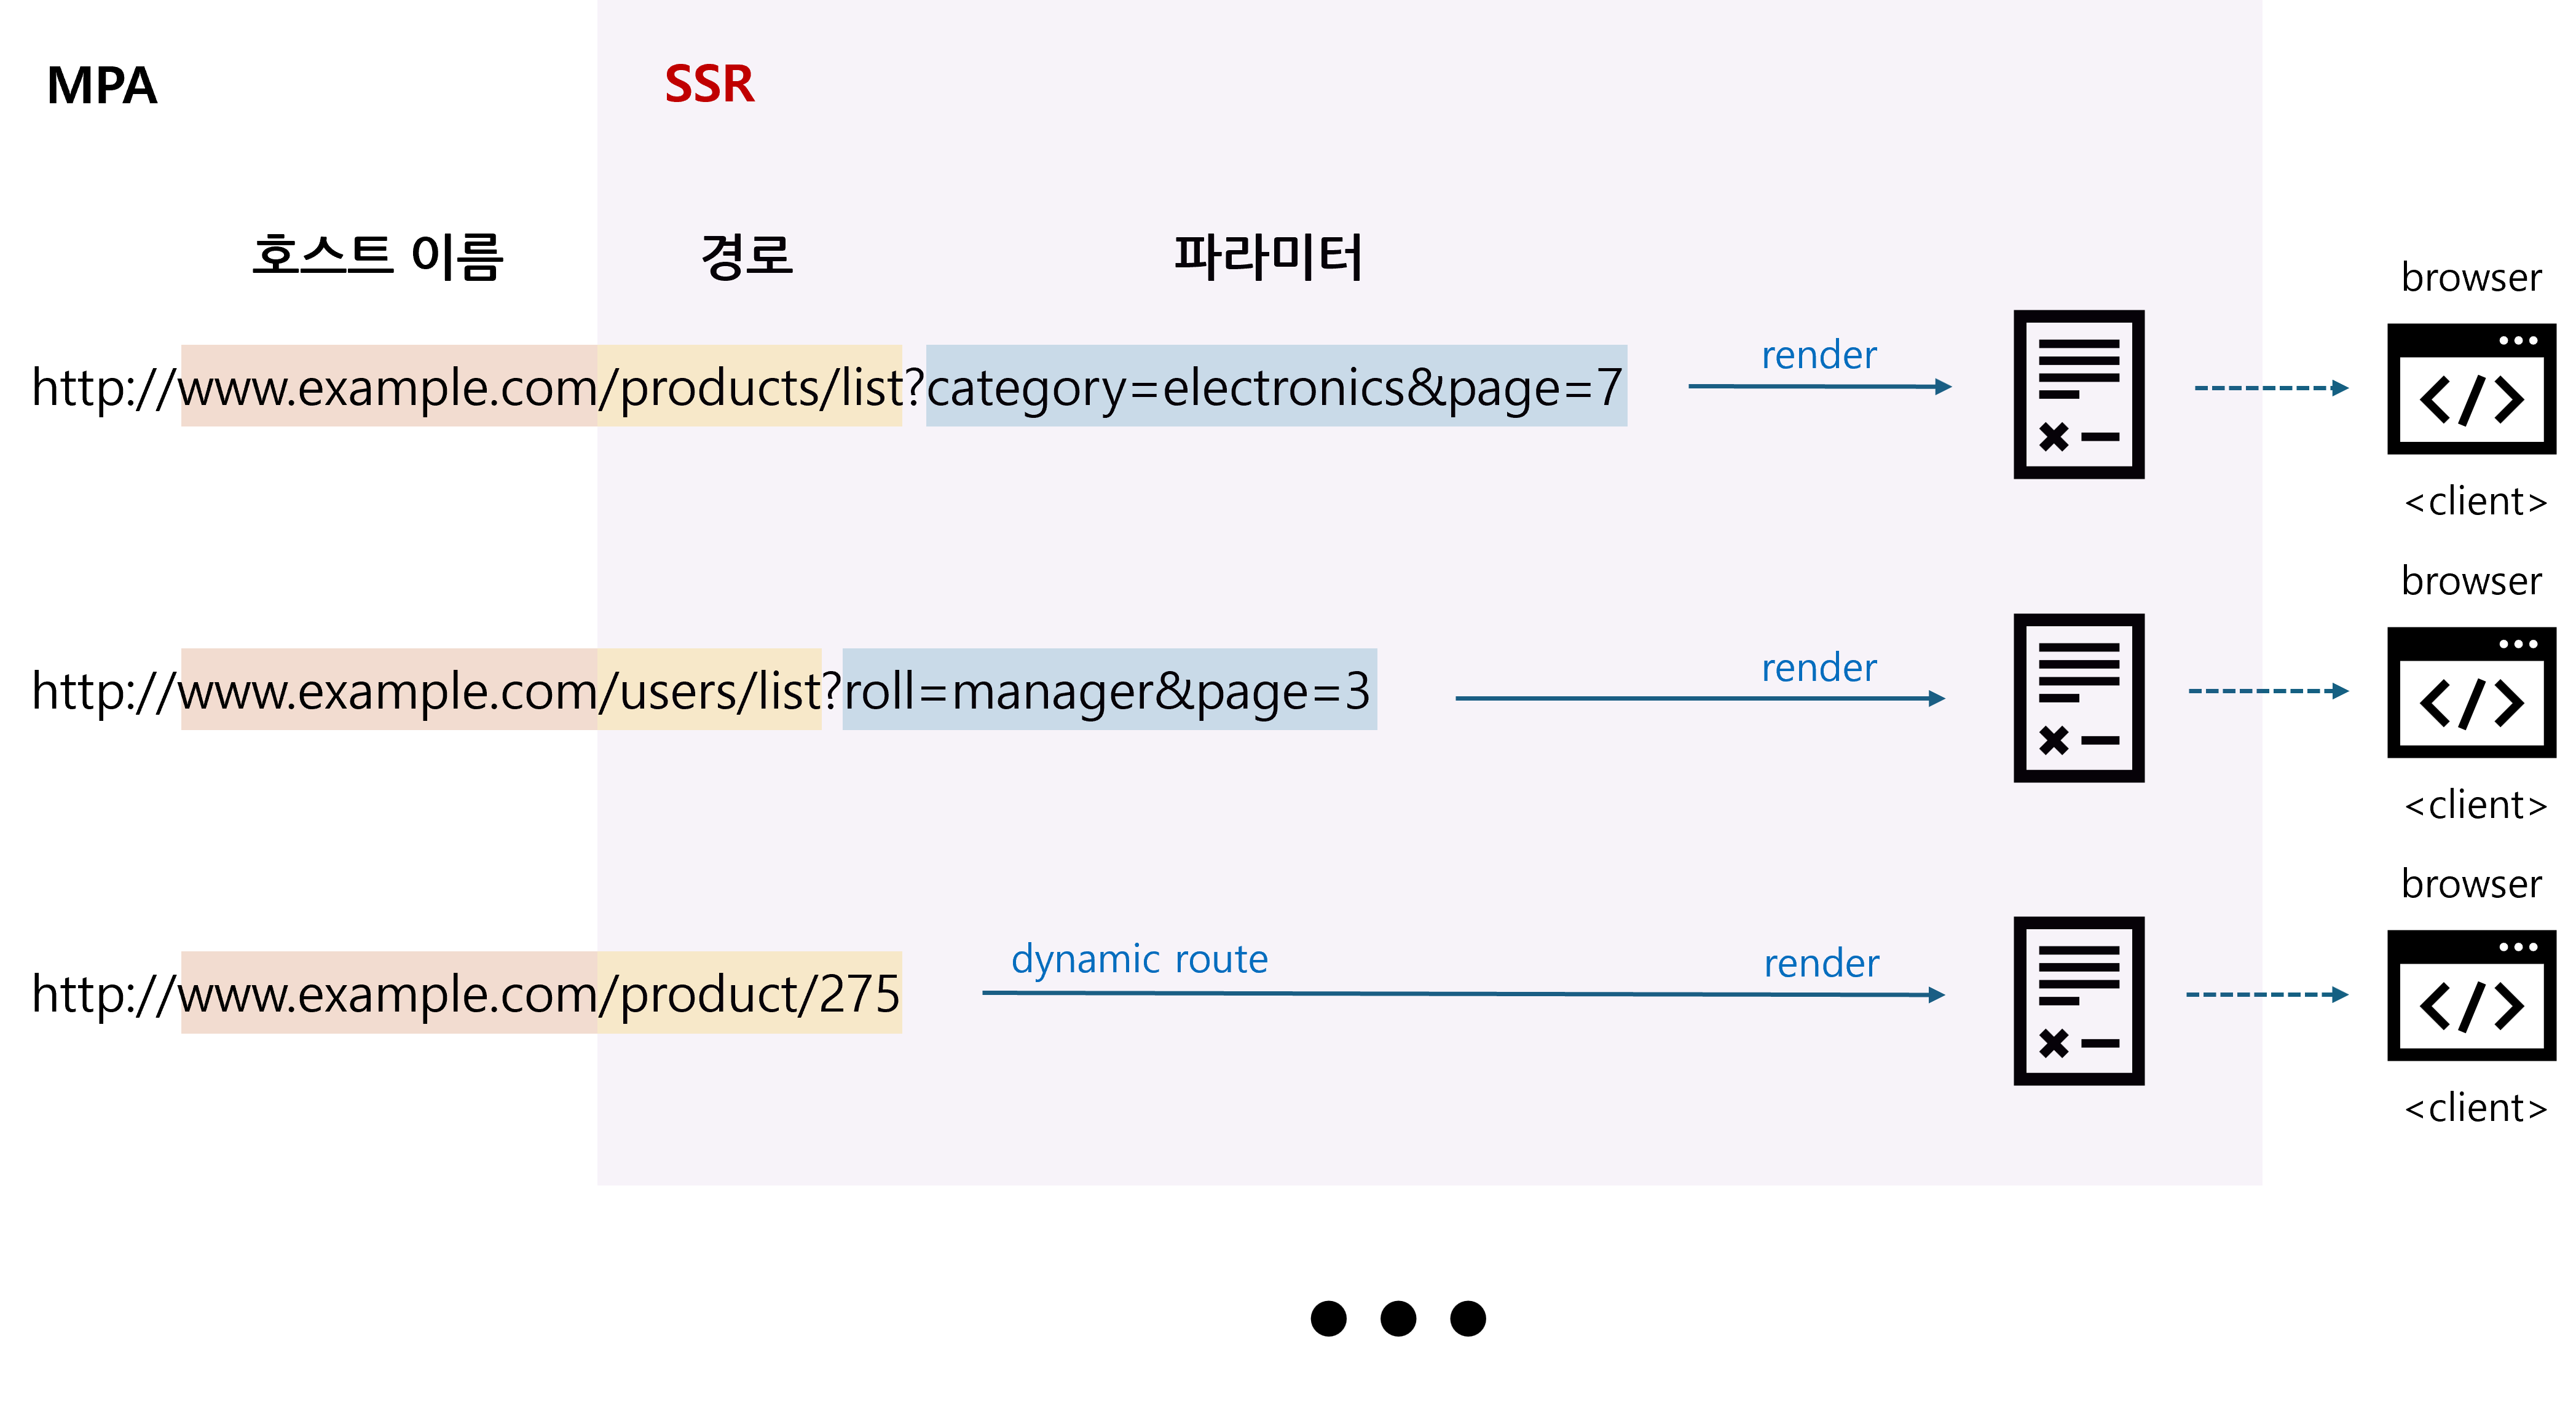 MPA
SSR
호스트 이름
경로
파라미터
browser
http://www.example.com/products/list?category=electronics&page=7
render
<client>
browser
http://www.example.com/users/list?roll=manager&page=3
render
<client>
browser
http://www.example.com/product/275
dynamic route
render
<client>